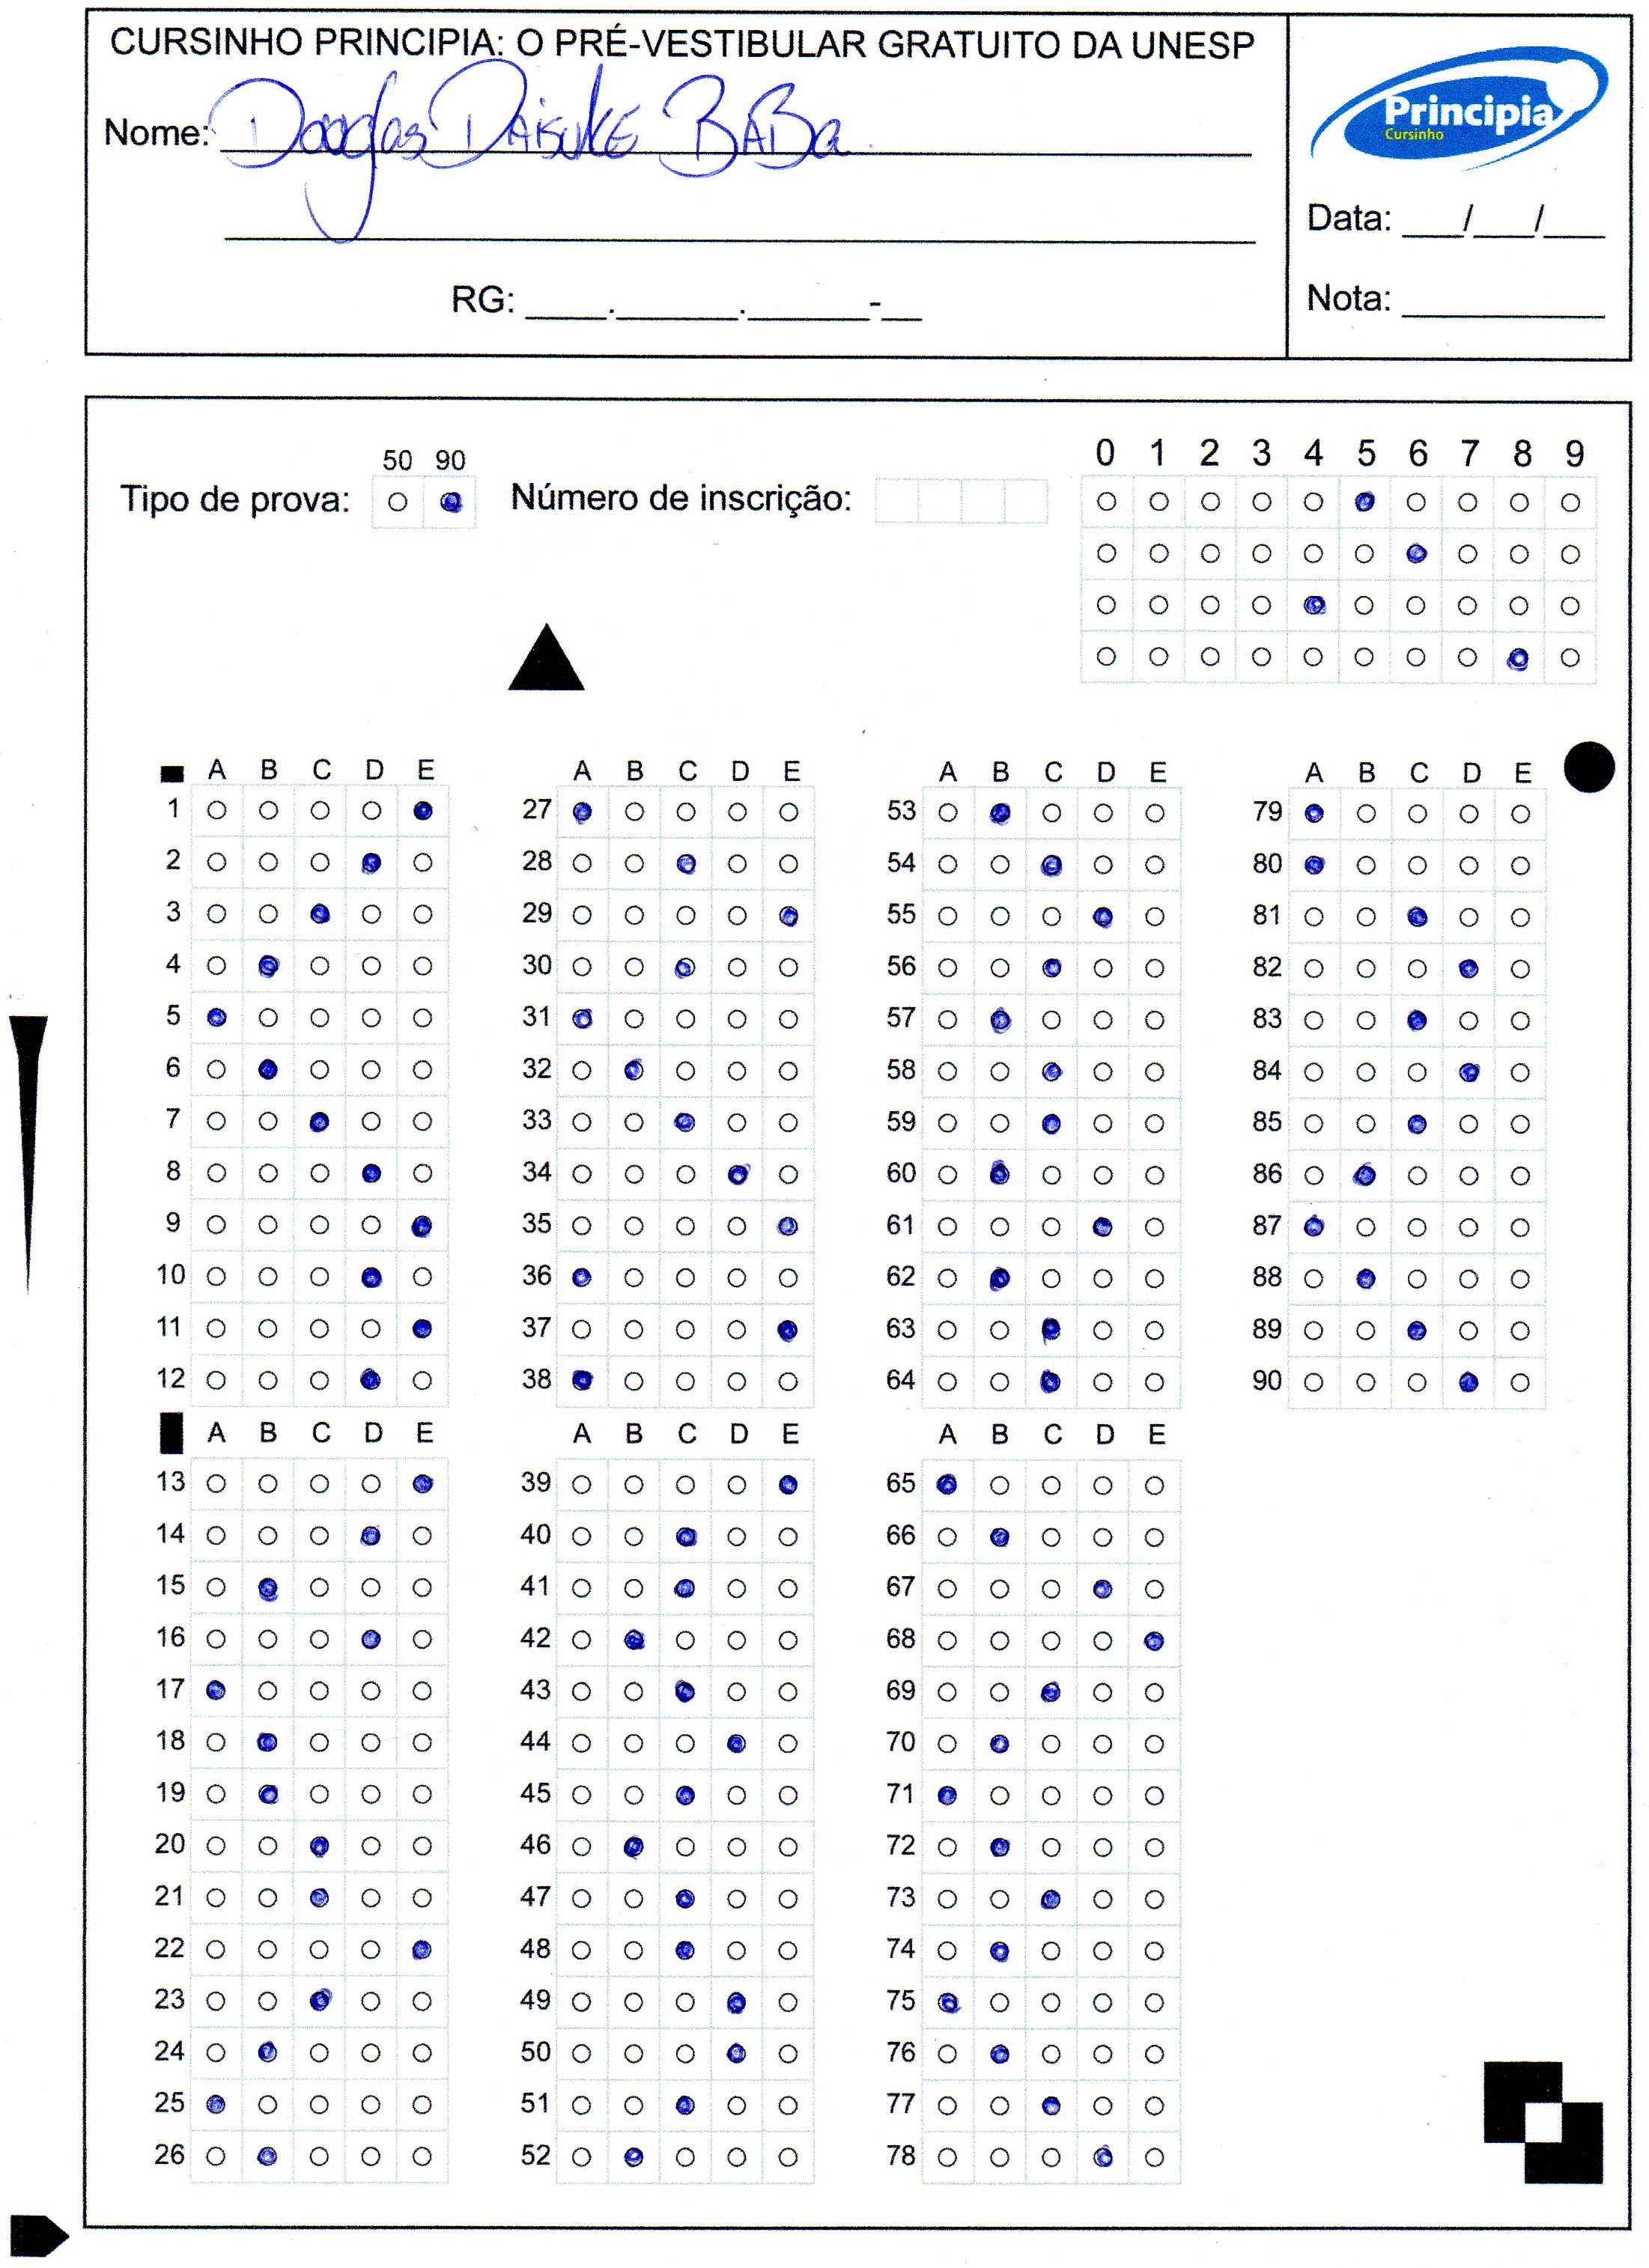 CURSINHO PRINCIPIA: O PRÉ-VESTIBULAR GRATUITO DA UNESP
Nome: Douglas Daisuke BABa
Principia
Cursinho
Data: ___/___/___
RG: ____.______.______-__
Nota: __________
50 90
Tipo de prova:
Número de inscrição:
0 1 2 3 4 5 6 7 8 9
A B C D E A B C D E A B C D E A B C D E
1 27 53 79
2 28 54 80
3 29 55 81
4 30 56 82
5 31 57 83
6 32 58 84
7 33 59 85
8 34 60 86
9 35 61 87
10 36 62 88
11 37 63 89
12 38 64 90
A B C D E A B C D E A B C D E
13 39 65
14 40 66
15 41 67
16 42 68
17 43 69
18 44 70
19 45 71
20 46 72
21 47 73
22 48 74
23 49 75
24 50 76
25 51 77
26 52 78